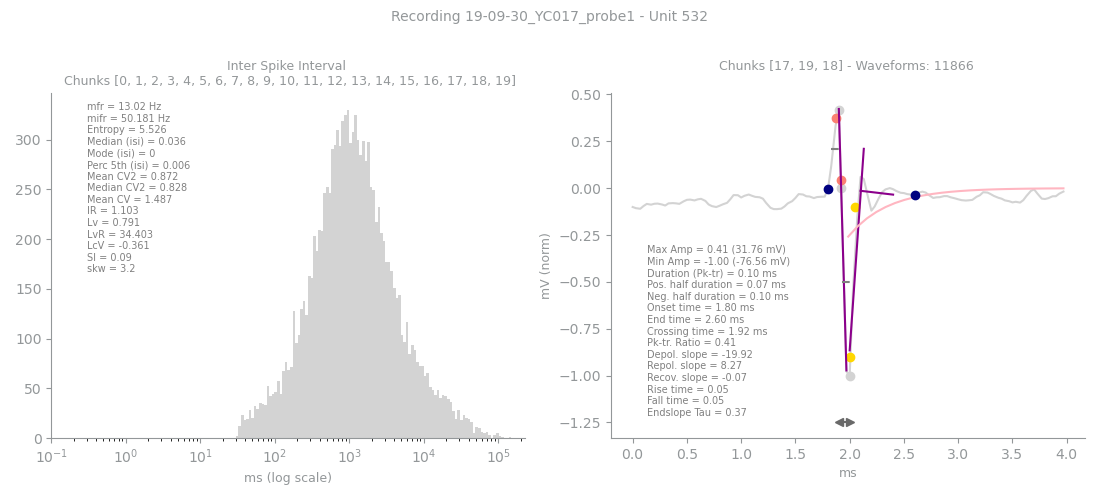 Recording 19-09-30_YC017_probe1 - Unit 532
Inter Spike Interval
Chunks [0, 1, 2, 3, 4, 5, 6, 7, 8, 9, 10, 11, 12, 13, 14, 15, 16, 17, 18, 19]
mfr = 13.02 Hz
mifr = 50.181 Hz
Entropy = 5.526
Median (isi) = 0.036
Mode (isi) = 0
Perc 5th (isi) = 0.006
Mean CV2 = 0.872
Median CV2 = 0.828
Mean CV = 1.487
IR = 1.103
Lv = 0.791
LvR = 34.403
LcV = -0.361
SI = 0.09
skw = 3.2
300
250
200
150
100
50
0
10⁻¹ 10⁰ 10¹ 10² 10³ 10⁴ 10⁵
ms (log scale)
Chunks [17, 19, 18] - Waveforms: 11866
0.50
0.25
0.00
−0.25
−0.50
−0.75
−1.00
−1.25
mV (norm)
Max Amp = 0.41 (31.76 mV)
Min Amp = -1.00 (-76.56 mV)
Duration (Pk-tr) = 0.10 ms
Pos. half duration = 0.07 ms
Neg. half duration = 0.10 ms
Onset time = 1.80 ms
End time = 2.60 ms
Crossing time = 1.92 ms
Pk-tr. Ratio = 0.41
Depol. slope = -19.92
Repol. slope = 8.27
Recov. slope = -0.07
Rise time = 0.05
Fall time = 0.05
Endslope Tau = 0.37
0.0 0.5 1.0 1.5 2.0 2.5 3.0 3.5 4.0
ms